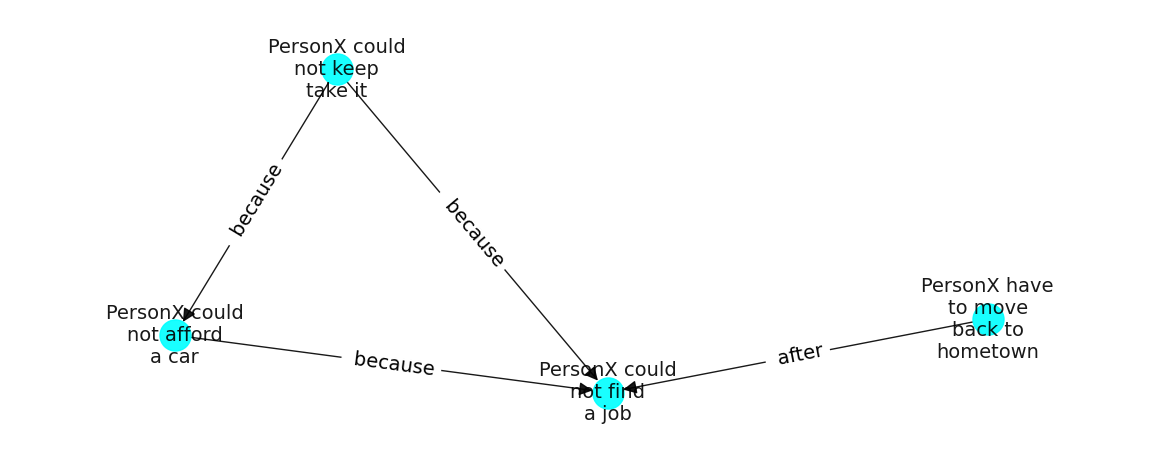 PersonX could
not keep
take it
because
because
PersonX have
to move
back to
hometown
PersonX could
not afford
a car
because
after
PersonX could
not find
a job